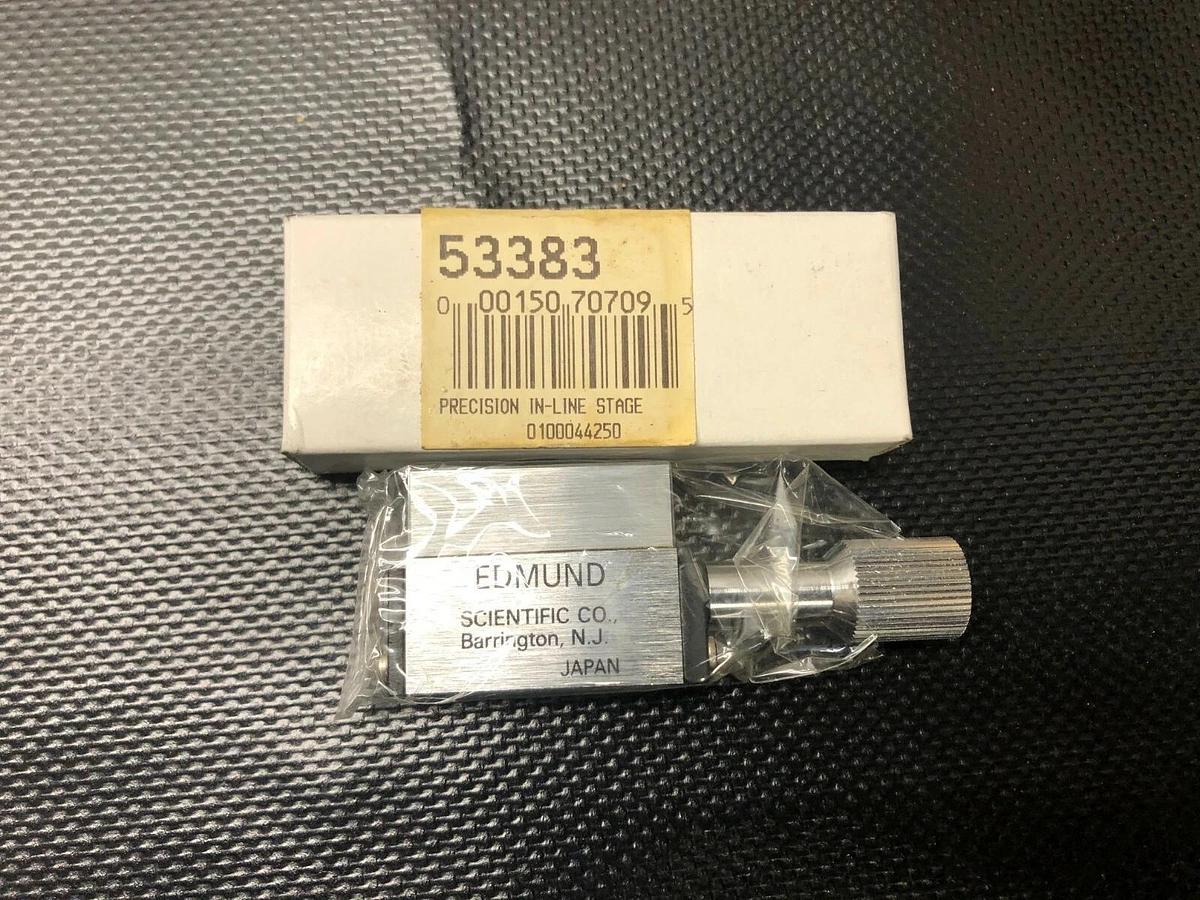 53383
0 00150 70709 5
PRECISION IN-LINE STAGE
0100044250
EDMUND
SCIENTIFIC CO.,
Barrington, N.J.
JAPAN